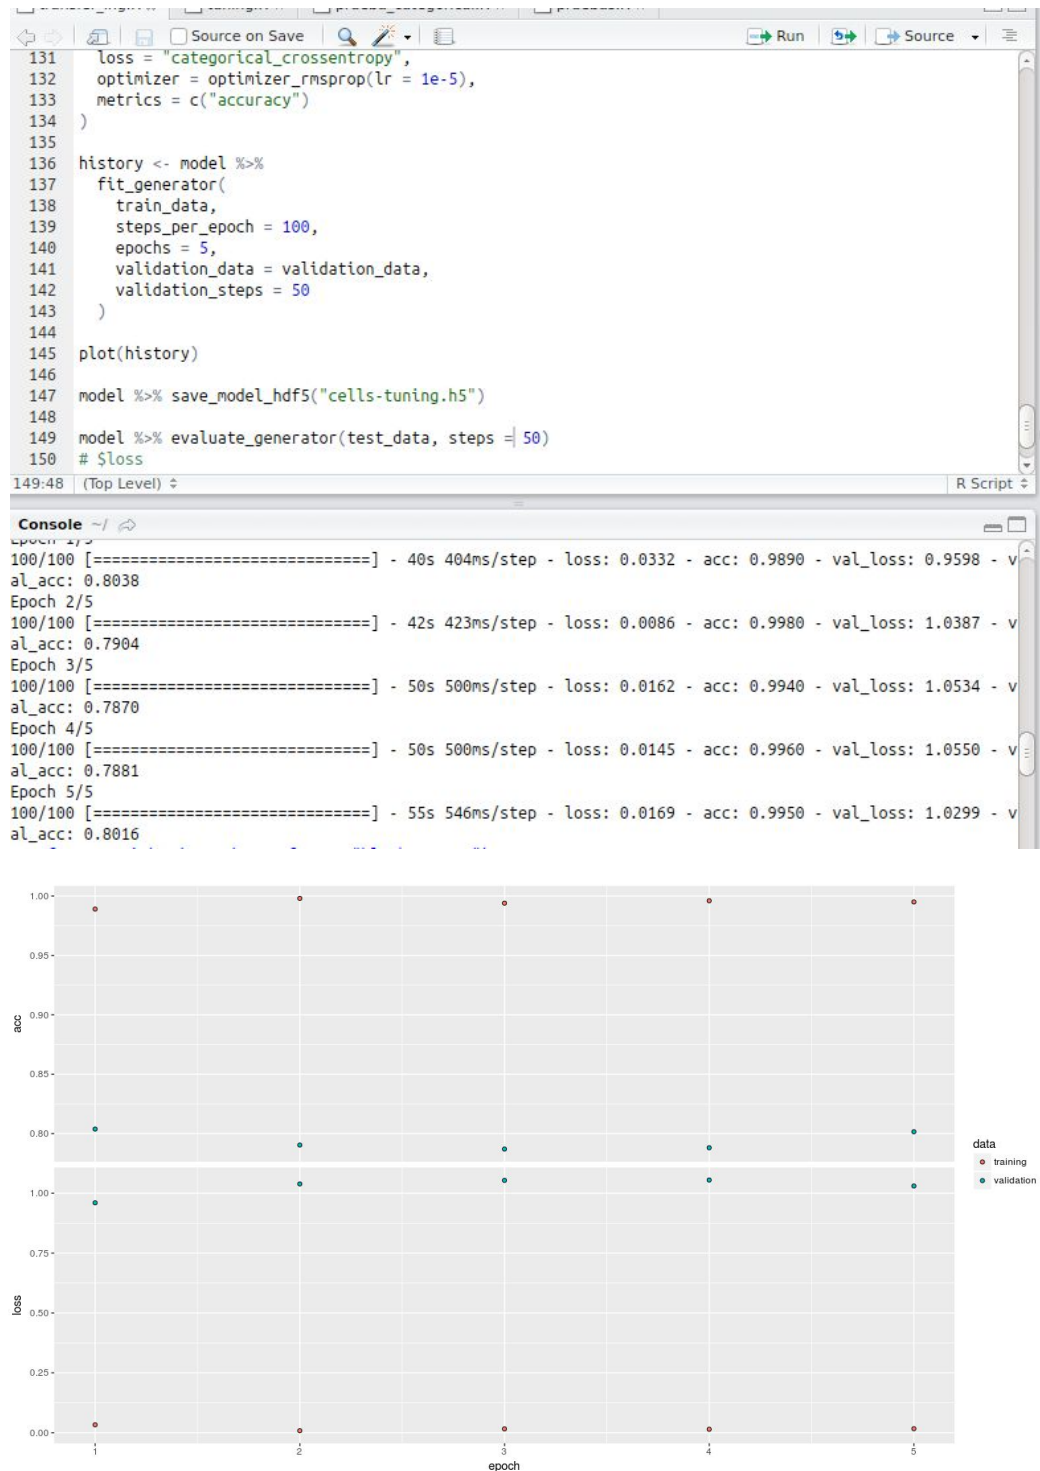 Source on Save
Run
Source
131 loss = "categorical_crossentropy",
132 optimizer = optimizer_rmsprop(lr = 1e-5),
133 metrics = c("accuracy")
134 )
135
136 history <- model %>%
137 fit_generator(
138 train_data,
139 steps_per_epoch = 100,
140 epochs = 5,
141 validation_data = validation_data,
142 validation_steps = 50
143 )
144
145 plot(history)
146
147 model %>% save_model_hdf5("cells-tuning.h5")
148
149 model %>% evaluate_generator(test_data, steps = 50)
150 # $loss
149:48 (Top Level) R Script
Console ~/
Epoch 1/5
100/100 [==============================] - 40s 404ms/step - loss: 0.0332 - acc: 0.9890 - val_loss: 0.9598 - v
al_acc: 0.8038
Epoch 2/5
100/100 [==============================] - 42s 423ms/step - loss: 0.0086 - acc: 0.9980 - val_loss: 1.0387 - v
al_acc: 0.7904
Epoch 3/5
100/100 [==============================] - 50s 500ms/step - loss: 0.0162 - acc: 0.9940 - val_loss: 1.0534 - v
al_acc: 0.7870
Epoch 4/5
100/100 [==============================] - 50s 500ms/step - loss: 0.0145 - acc: 0.9960 - val_loss: 1.0550 - v
al_acc: 0.7881
Epoch 5/5
100/100 [==============================] - 55s 546ms/step - loss: 0.0169 - acc: 0.9950 - val_loss: 1.0299 - v
al_acc: 0.8016
1.00
0.95
0.90
0.85
0.80
acc
1.00
0.75
0.50
0.25
0.00
loss
1 2 3 4 5
epoch
data
training
validation